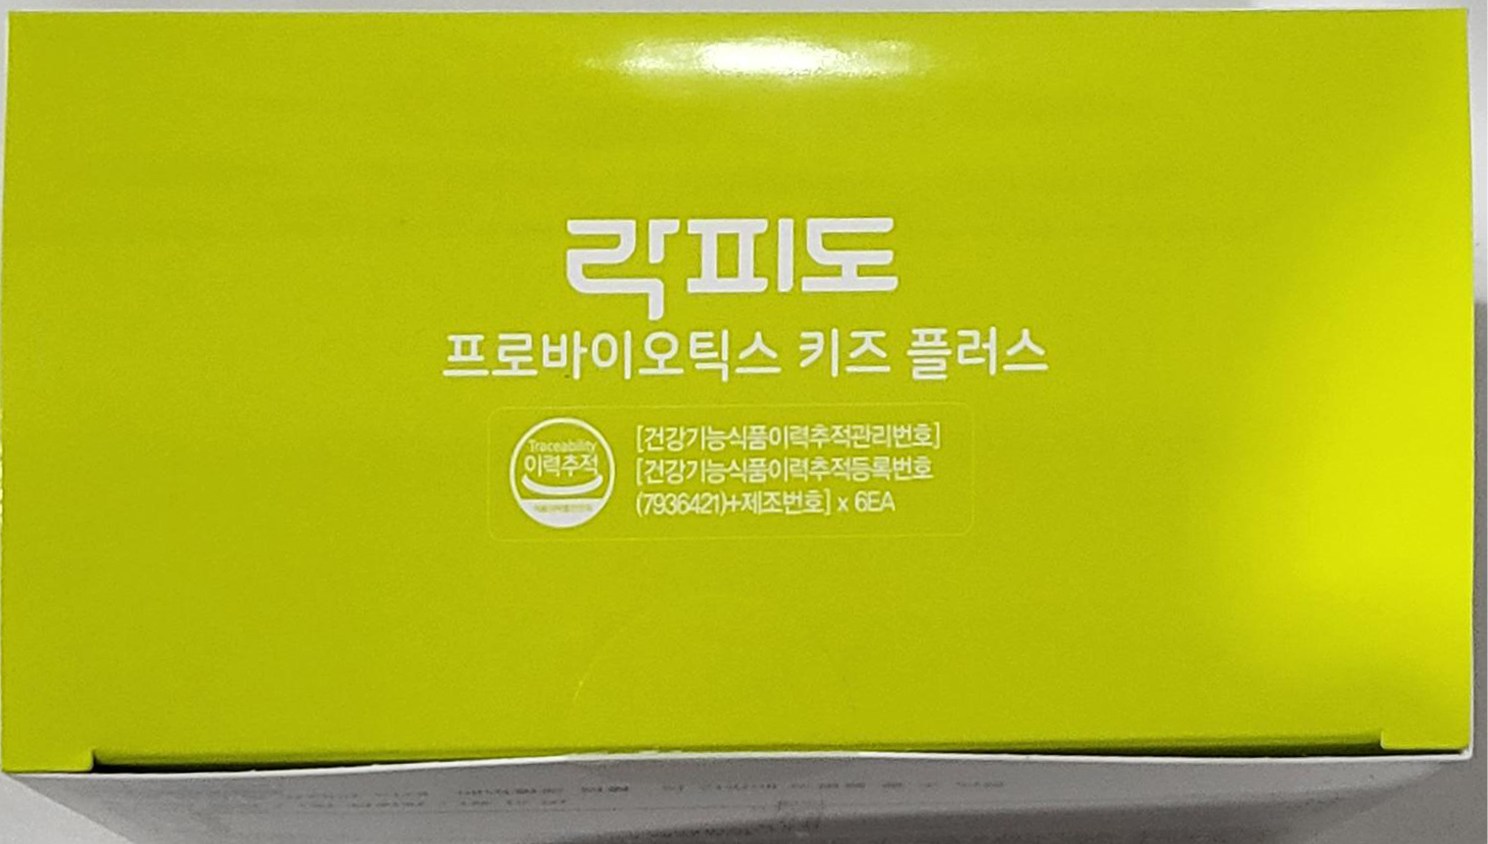 락피도
프로바이오틱스 키즈 플러스
Traceability
이력추적
[건강기능식품이력추적관리번호]
[건강기능식품이력추적등록번호
(7936421)+제조번호] x 6EA